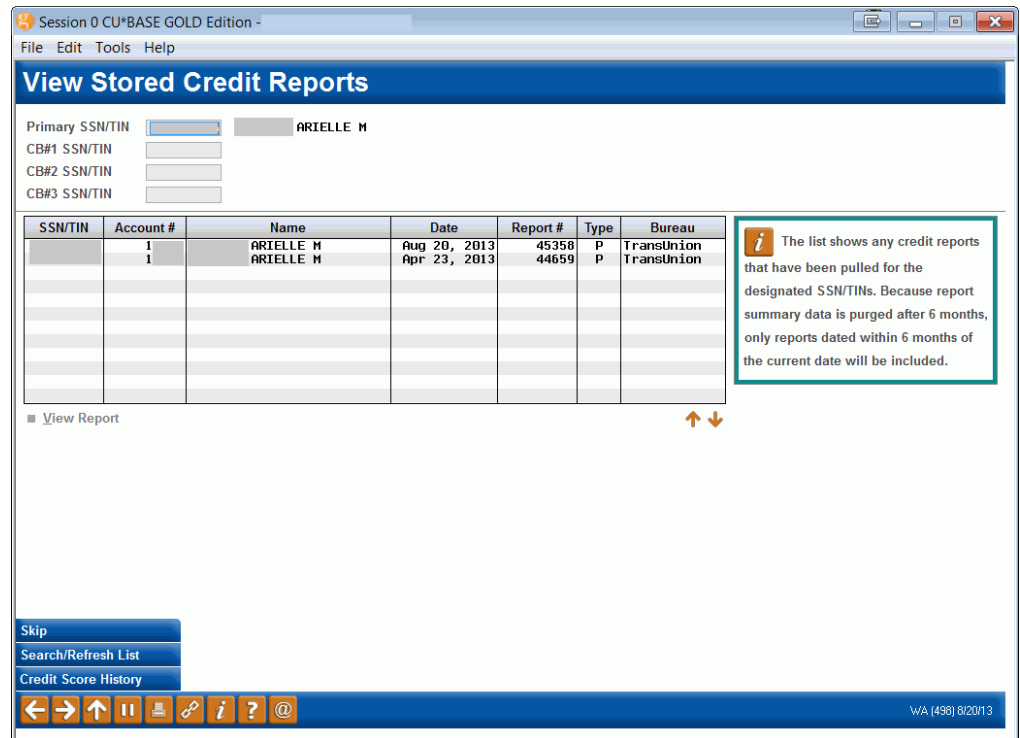 Session 0 CU*BASE GOLD Edition -
File Edit Tools Help
View Stored Credit Reports
Primary SSN/TIN ARIELLE M
CB#1 SSN/TIN
CB#2 SSN/TIN
CB#3 SSN/TIN
SSN/TIN Account # Name Date Report # Type Bureau
1 ARIELLE M Aug 20, 2013 45358 P TransUnion
1 ARIELLE M Apr 23, 2013 44659 P TransUnion
i The list shows any credit reports
that have been pulled for the
designated SSN/TINs. Because report
summary data is purged after 6 months,
only reports dated within 6 months of
the current date will be included.
View Report
Skip
Search/Refresh List
Credit Score History
i ? @
WA (498) 8/20/13